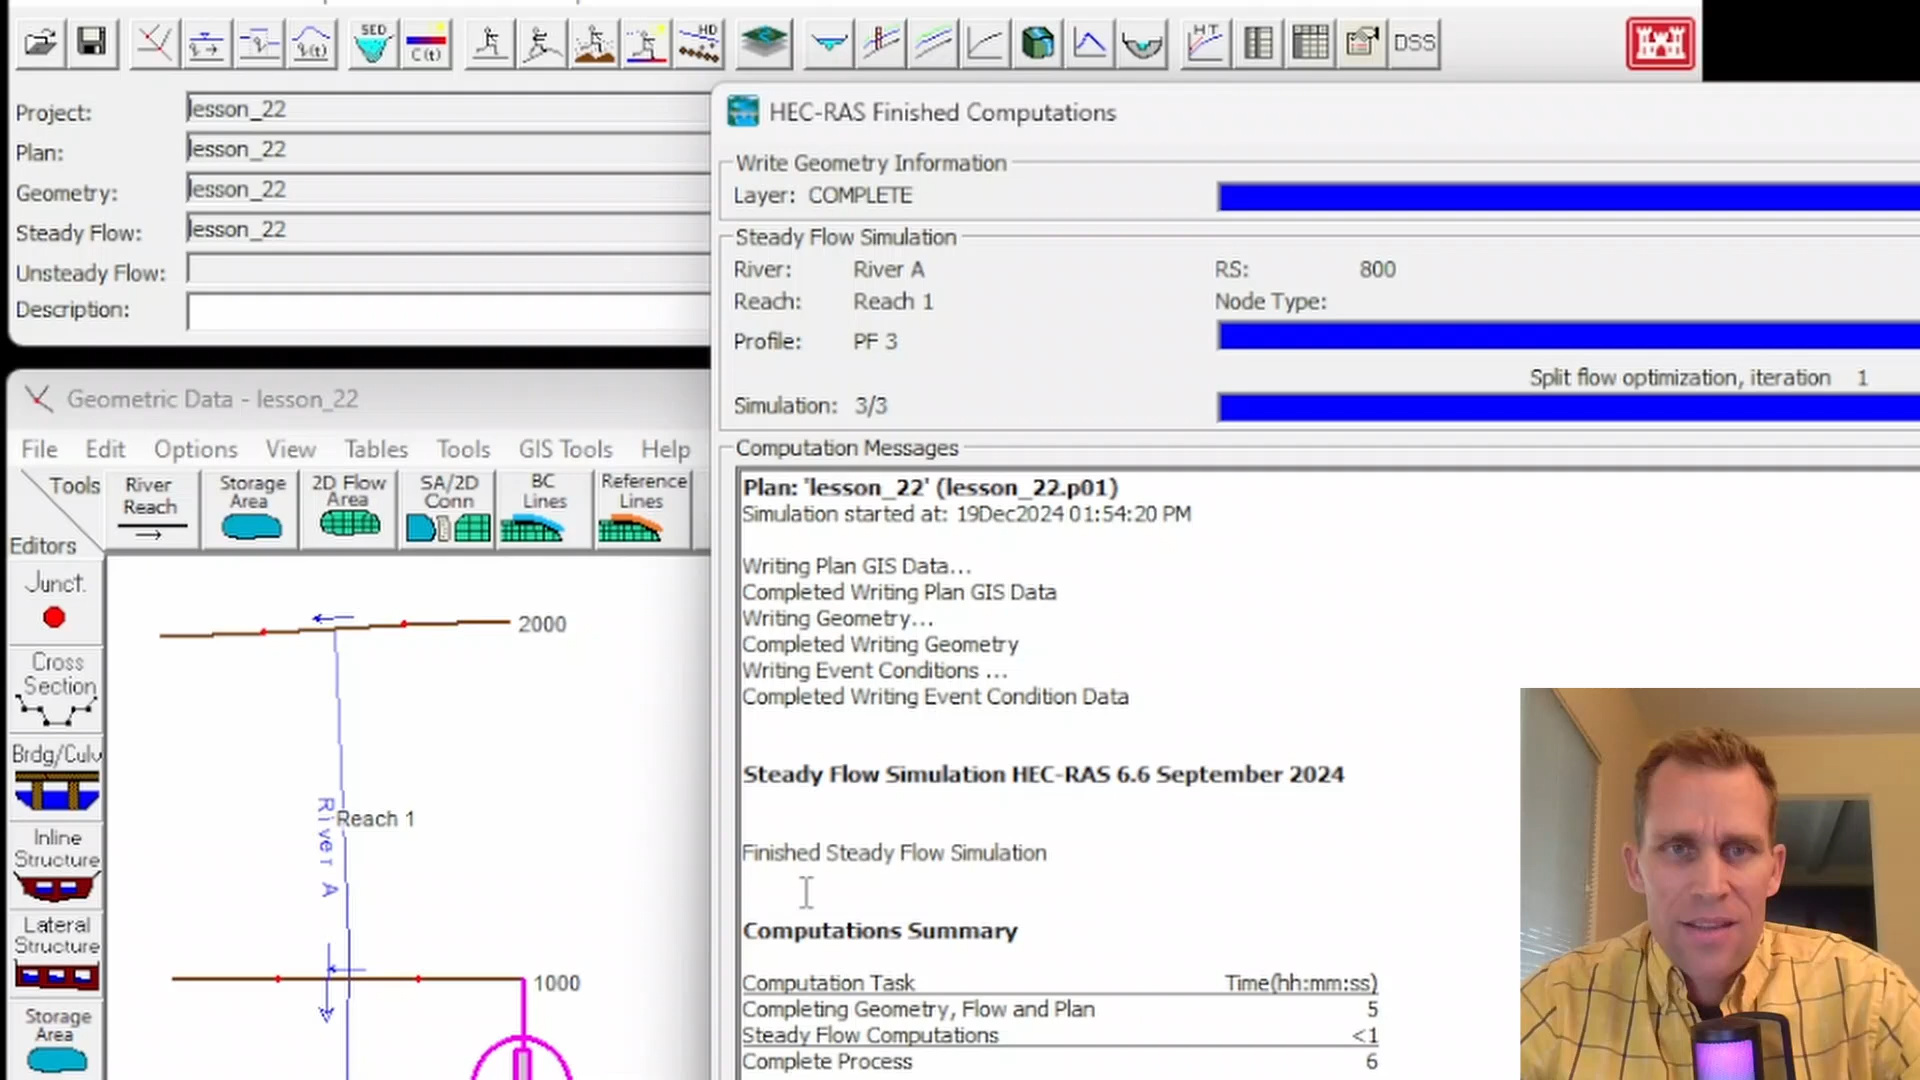 SED
C(t)
HD
HT
DSS
Project:
lesson_22
Plan:
lesson_22
Geometry:
lesson_22
Steady Flow:
lesson_22
Unsteady Flow:
Description:
HEC-RAS Finished Computations
Write Geometry Information
Layer: COMPLETE
Steady Flow Simulation
River: River A RS: 800
Reach: Reach 1 Node Type:
Profile: PF 3
Split flow optimization, iteration 1
Simulation: 3/3
Computation Messages
Plan: 'lesson_22' (lesson_22.p01)
Simulation started at: 19Dec2024 01:54:20 PM
Writing Plan GIS Data...
Completed Writing Plan GIS Data
Writing Geometry...
Completed Writing Geometry
Writing Event Conditions ...
Completed Writing Event Condition Data
Steady Flow Simulation HEC-RAS 6.6 September 2024
Finished Steady Flow Simulation
Computations Summary
Computation Task Time(hh:mm:ss)
Completing Geometry, Flow and Plan 5
Steady Flow Computations <1
Complete Process 6
Geometric Data - lesson_22
File Edit Options View Tables Tools GIS Tools Help
Tools
Editors
River
Reach
Storage
Area
2D Flow
Area
SA/2D
Conn
BC
Lines
Reference
Lines
Junct.
Cross
Section
Brdg/Culv
Inline
Structure
Lateral
Structure
Storage
Area
2000
River A
Reach 1
1000